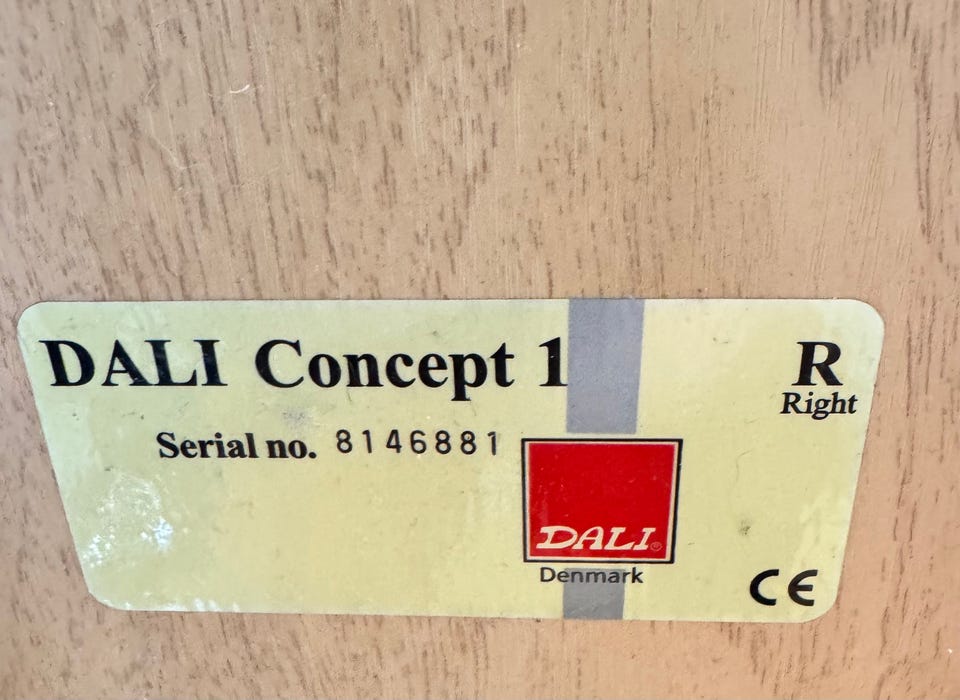 DALI Concept 1
R
Right
Serial no. 8146881
DALI®
Denmark
CE